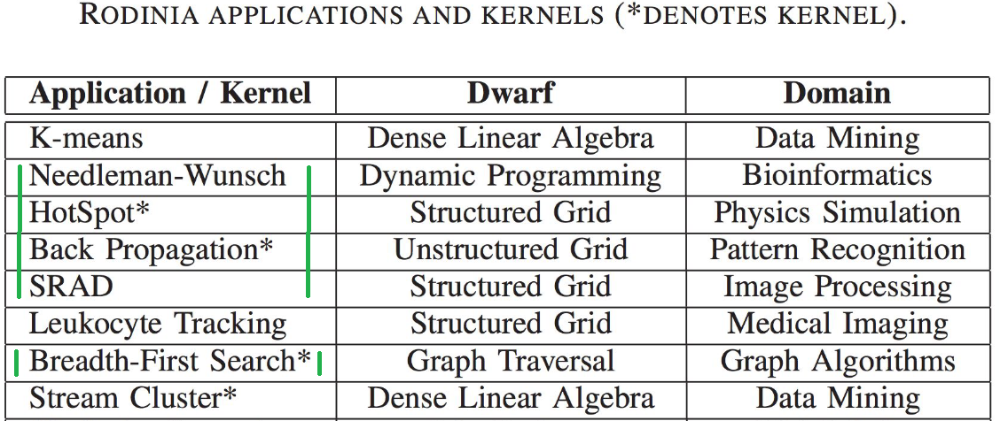 RODINIA APPLICATIONS AND KERNELS (*DENOTES KERNEL).
Application / Kernel Dwarf Domain
K-means Dense Linear Algebra Data Mining
Needleman-Wunsch Dynamic Programming Bioinformatics
HotSpot* Structured Grid Physics Simulation
Back Propagation* Unstructured Grid Pattern Recognition
SRAD Structured Grid Image Processing
Leukocyte Tracking Structured Grid Medical Imaging
Breadth-First Search* Graph Traversal Graph Algorithms
Stream Cluster* Dense Linear Algebra Data Mining